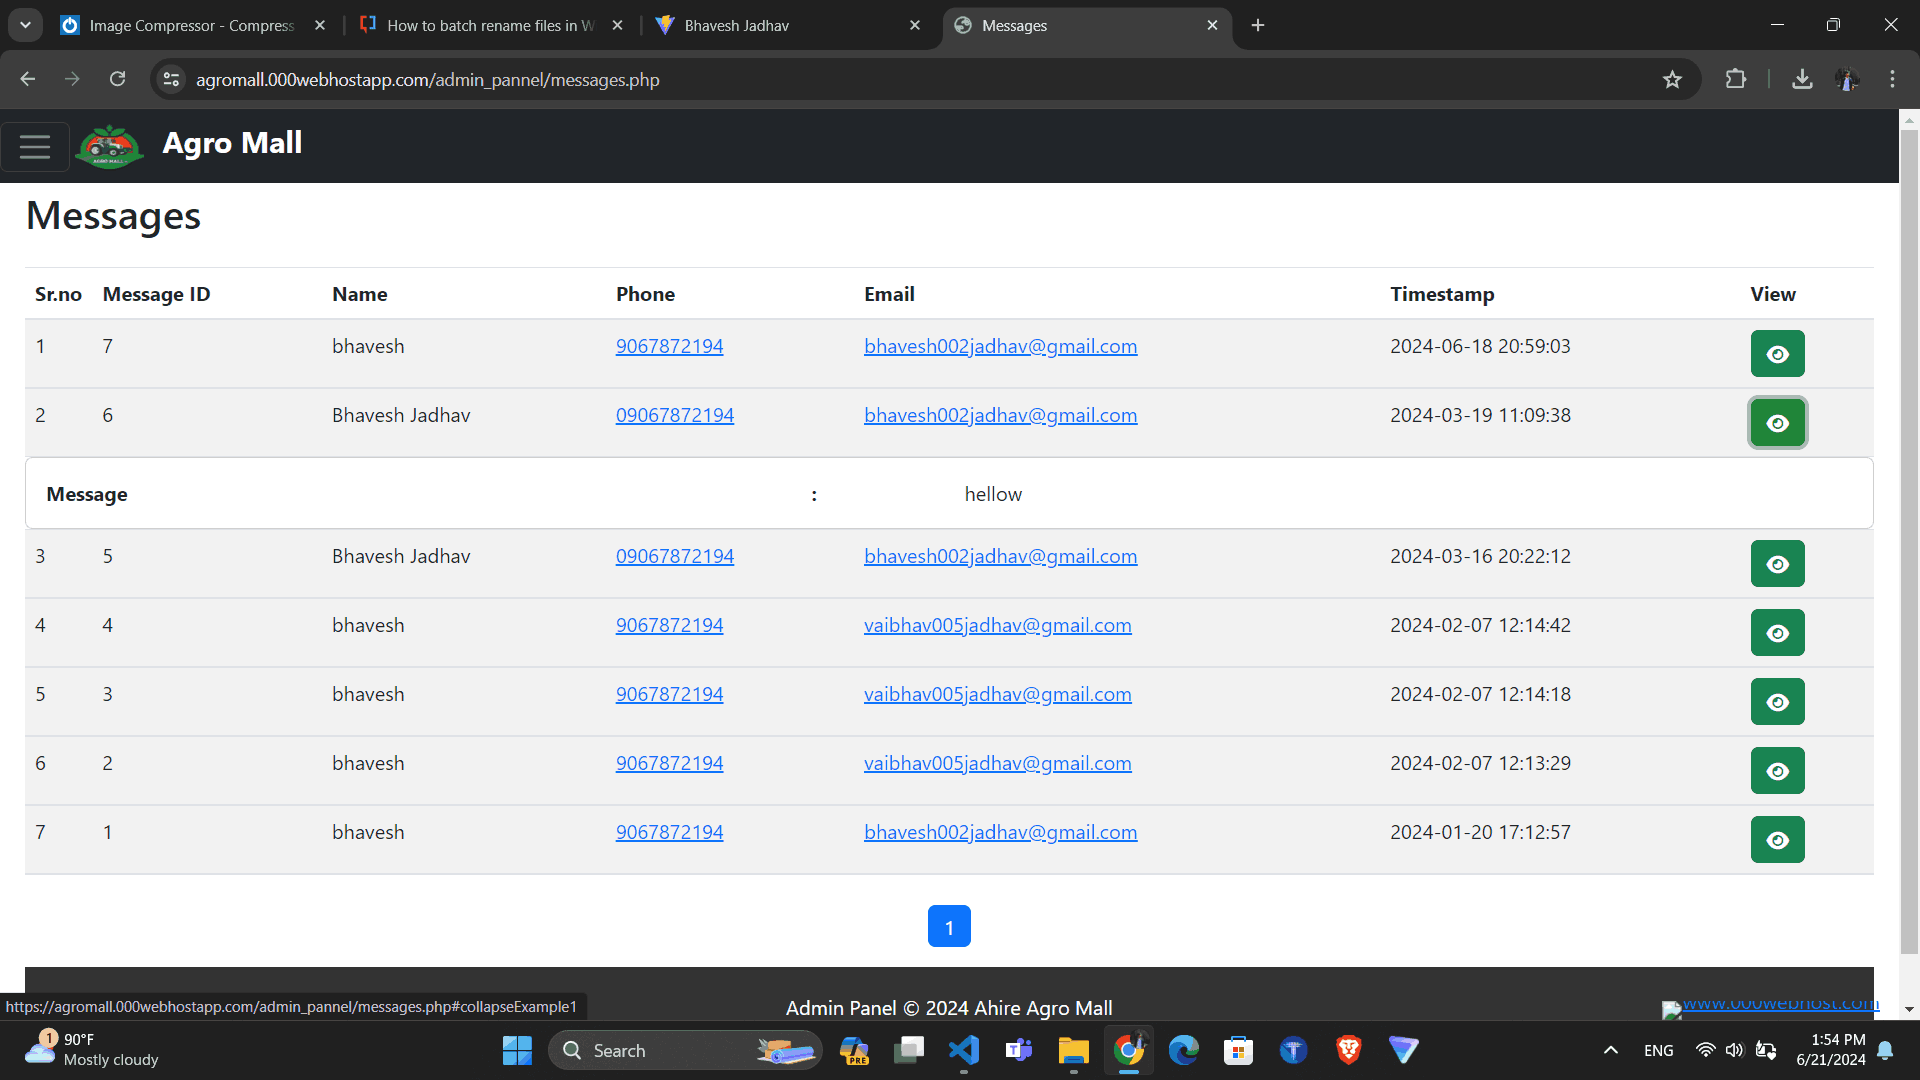 Image Compressor - Compress
How to batch rename files in W
Bhavesh Jadhav
Messages
agromall.000webhostapp.com/admin_pannel/messages.php
AGRO MALL
Agro Mall
Messages
Sr.no Message ID Name Phone Email Timestamp View
1 7 bhavesh 9067872194 bhavesh002jadhav@gmail.com 2024-06-18 20:59:03
2 6 Bhavesh Jadhav 09067872194 bhavesh002jadhav@gmail.com 2024-03-19 11:09:38
Message : hellow
3 5 Bhavesh Jadhav 09067872194 bhavesh002jadhav@gmail.com 2024-03-16 20:22:12
4 4 bhavesh 9067872194 vaibhav005jadhav@gmail.com 2024-02-07 12:14:42
5 3 bhavesh 9067872194 vaibhav005jadhav@gmail.com 2024-02-07 12:14:18
6 2 bhavesh 9067872194 vaibhav005jadhav@gmail.com 2024-02-07 12:13:29
7 1 bhavesh 9067872194 bhavesh002jadhav@gmail.com 2024-01-20 17:12:57
1
https://agromall.000webhostapp.com/admin_pannel/messages.php#collapseExample1
Admin Panel © 2024 Ahire Agro Mall
www.000webhost.com
1
90°F
Mostly cloudy
Search
PRE
ENG
1:54 PM
6/21/2024